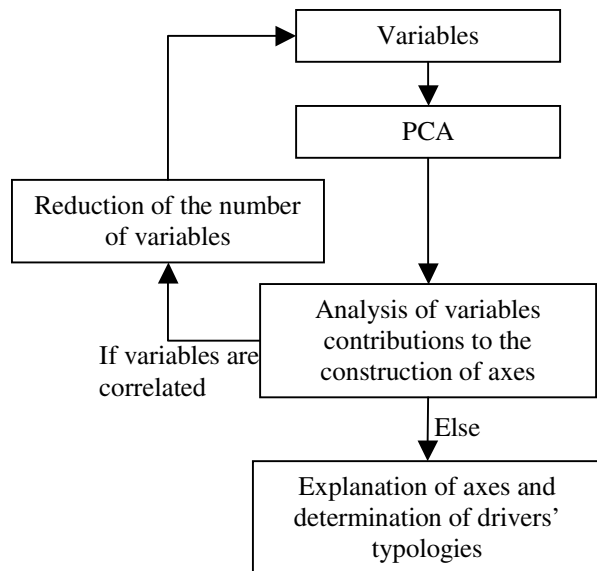 Variables
PCA
Reduction of the number
of variables
Analysis of variables
contributions to the
construction of axes
If variables are
correlated
Else
Explanation of axes and
determination of drivers’
typologies